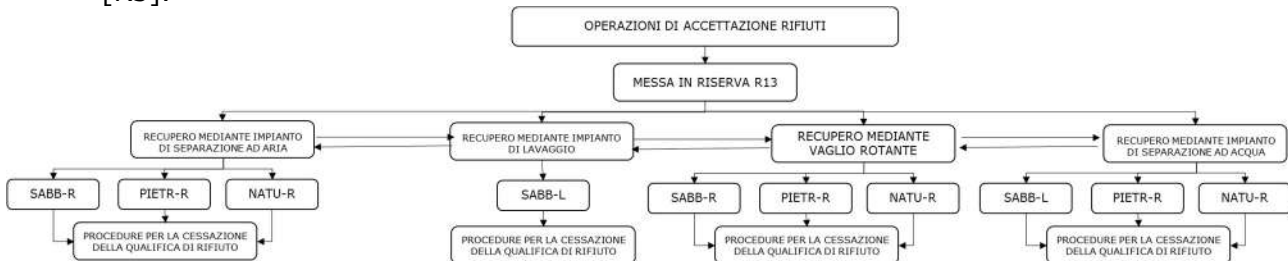 [R5].
OPERAZIONI DI ACCETTAZIONE RIFIUTI
MESSA IN RISERVA R13
RECUPERO MEDIANTE IMPIANTO
DI SEPARAZIONE AD ARIA
RECUPERO MEDIANTE IMPIANTO
DI LAVAGGIO
RECUPERO MEDIANTE
VAGLIO ROTANTE
RECUPERO MEDIANTE IMPIANTO
DI SEPARAZIONE AD ACQUA
SABB-R
PIETR-R
NATU-R
SABB-L
SABB-R
PIETR-R
NATU-R
SABB-L
PIETR-R
NATU-R
PROCEDURE PER LA CESSAZIONE
DELLA QUALIFICA DI RIFIUTO
PROCEDURE PER LA CESSAZIONE
DELLA QUALIFICA DI RIFIUTO
PROCEDURE PER LA CESSAZIONE
DELLA QUALIFICA DI RIFIUTO
PROCEDURE PER LA CESSAZIONE
DELLA QUALIFICA DI RIFIUTO